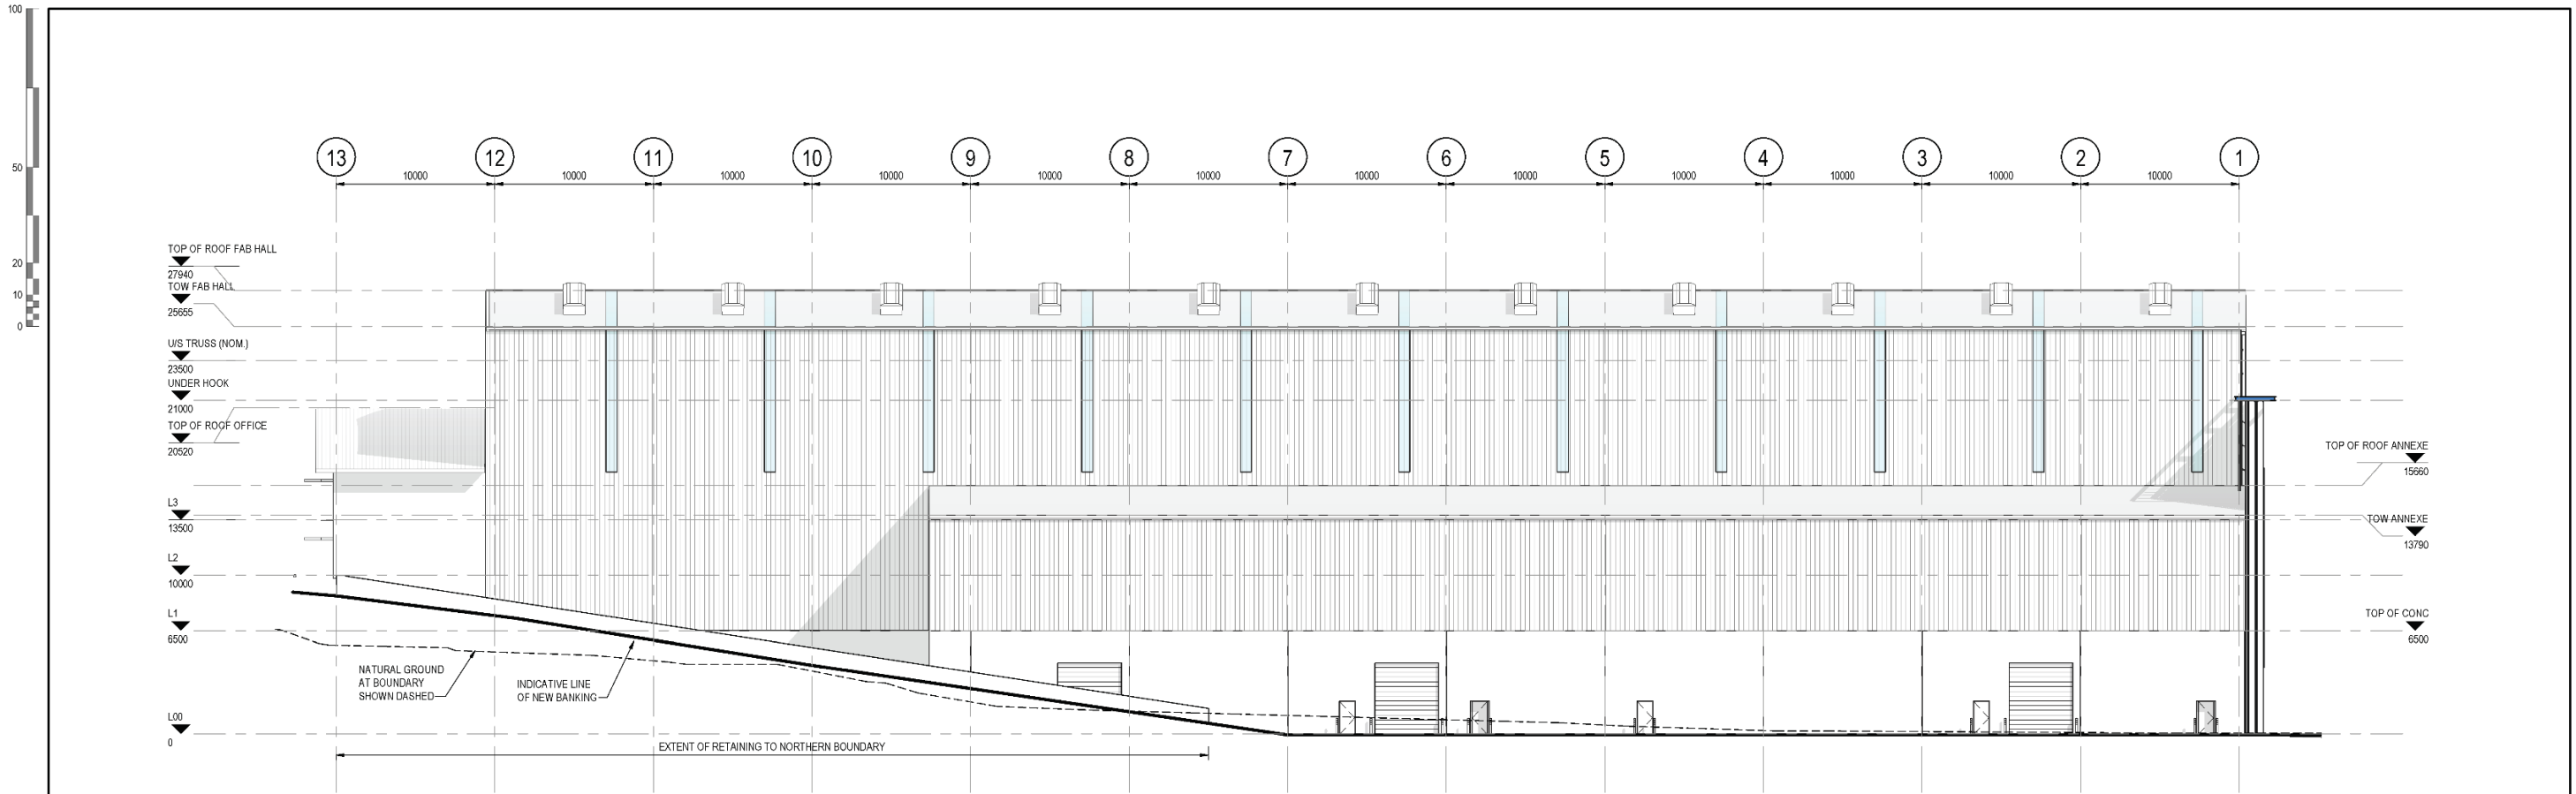 100
50
20
10
0
13
12
11
10
9
8
7
6
5
4
3
2
1
10000
10000
10000
10000
10000
10000
10000
10000
10000
10000
10000
10000
TOP OF ROOF FAB HALL
27940
TOW FAB HALL
25655
U/S TRUSS (NOM.)
23500
UNDER HOOK
21000
TOP OF ROOF OFFICE
20520
TOP OF ROOF ANNEXE
15660
L3
13500
TOW ANNEXE
13790
L2
10000
L1
6500
TOP OF CONC
6500
NATURAL GROUND
AT BOUNDARY
SHOWN DASHED
INDICATIVE LINE
OF NEW BANKING
L00
0
EXTENT OF RETAINING TO NORTHERN BOUNDARY